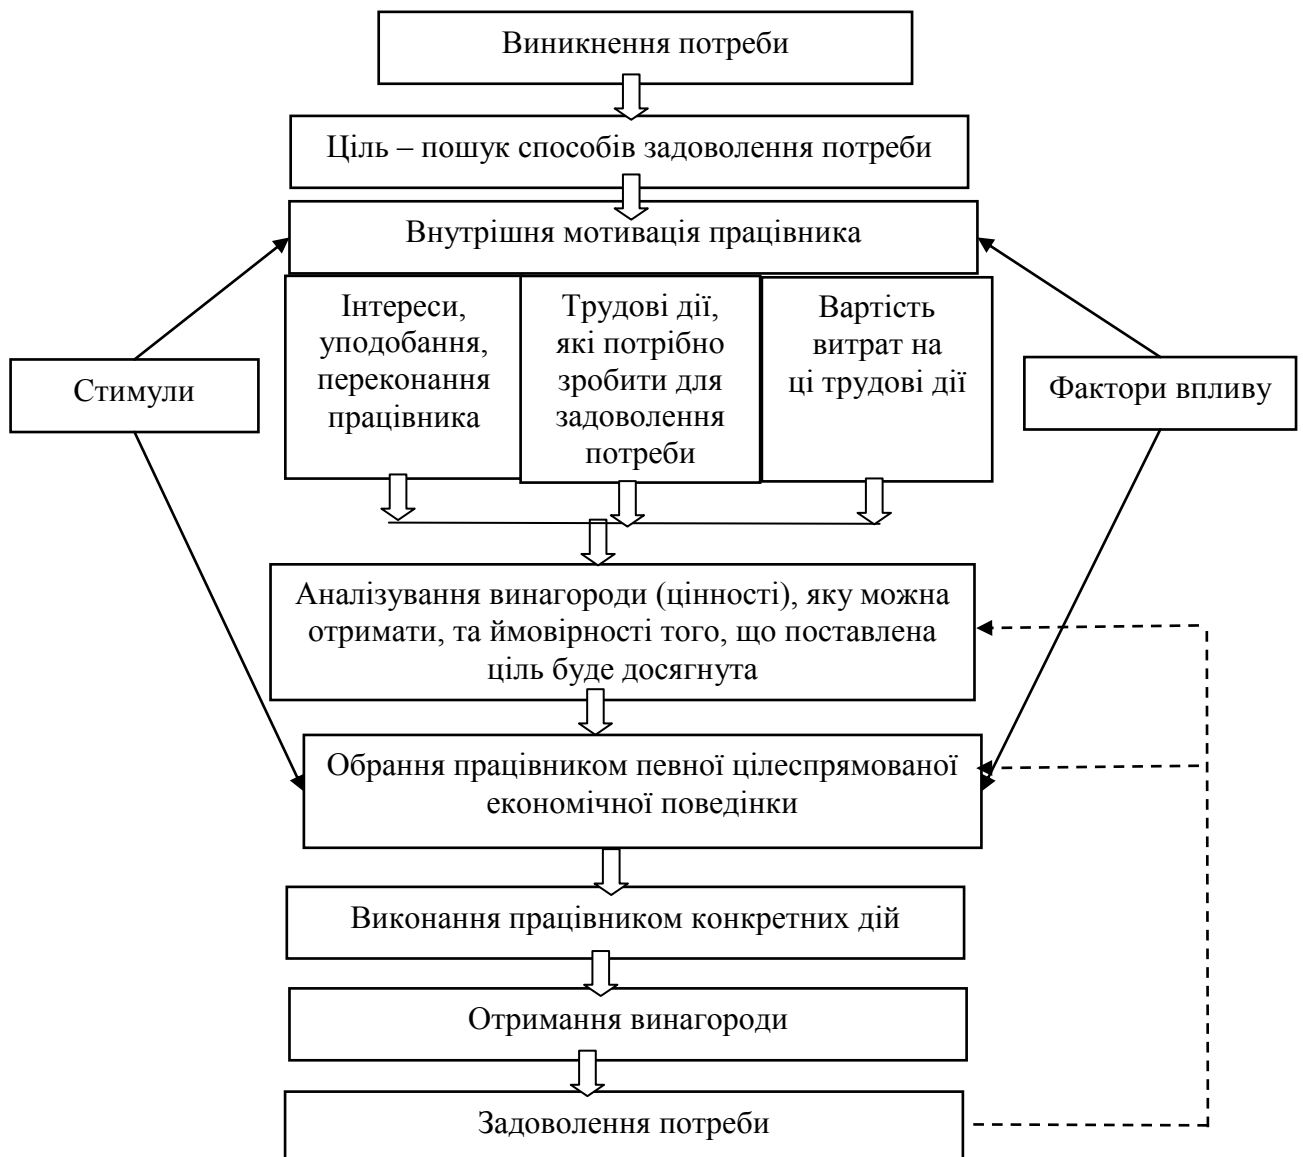 Виникнення потреби
Ціль – пошук способів задоволення потреби
Внутрішня мотивація працівника
Інтереси,
уподобання,
переконання
працівника
Трудові дії,
які потрібно
зробити для
задоволення
потреби
Вартість
витрат на
ці трудові дії
Стимули
Фактори впливу
Аналізування винагороди (цінності), яку можна
отримати, та ймовірності того, що поставлена
ціль буде досягнута
Обрання працівником певної цілеспрямованої
економічної поведінки
Виконання працівником конкретних дій
Отримання винагороди
Задоволення потреби